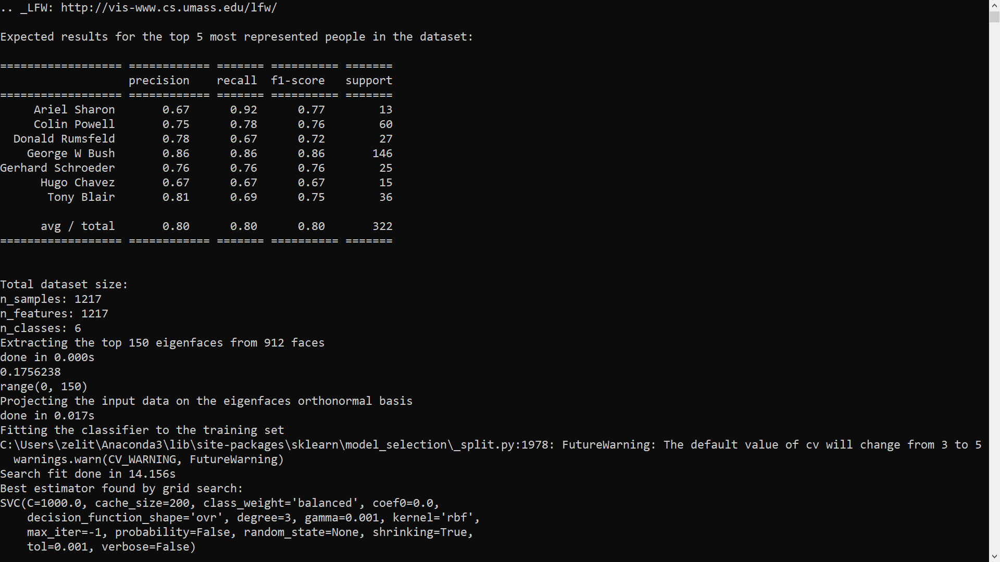 .. _LFW: http://vis-www.cs.umass.edu/lfw/
Expected results for the top 5 most represented people in the dataset:
================== ============ ======= ========== =======
                   precision    recall  f1-score   support
================== ============ ======= ========== =======
     Ariel Sharon       0.67      0.92      0.77        13
     Colin Powell       0.75      0.78      0.76        60
  Donald Rumsfeld       0.78      0.67      0.72        27
    George W Bush       0.86      0.86      0.86       146
Gerhard Schroeder       0.76      0.76      0.76        25
      Hugo Chavez       0.67      0.67      0.67        15
       Tony Blair       0.81      0.69      0.75        36
      avg / total       0.80      0.80      0.80       322
================== ============ ======= ========== =======
Total dataset size:
n_samples: 1217
n_features: 1217
n_classes: 6
Extracting the top 150 eigenfaces from 912 faces
done in 0.000s
0.1756238
range(0, 150)
Projecting the input data on the eigenfaces orthonormal basis
done in 0.017s
Fitting the classifier to the training set
C:\Users\zelit\Anaconda3\lib\site-packages\sklearn\model_selection\_split.py:1978: FutureWarning: The default value of cv will change from 3 to 5
  warnings.warn(CV_WARNING, FutureWarning)
Search fit done in 14.156s
Best estimator found by grid search:
SVC(C=1000.0, cache_size=200, class_weight='balanced', coef0=0.0,
    decision_function_shape='ovr', degree=3, gamma=0.001, kernel='rbf',
    max_iter=-1, probability=False, random_state=None, shrinking=True,
    tol=0.001, verbose=False)